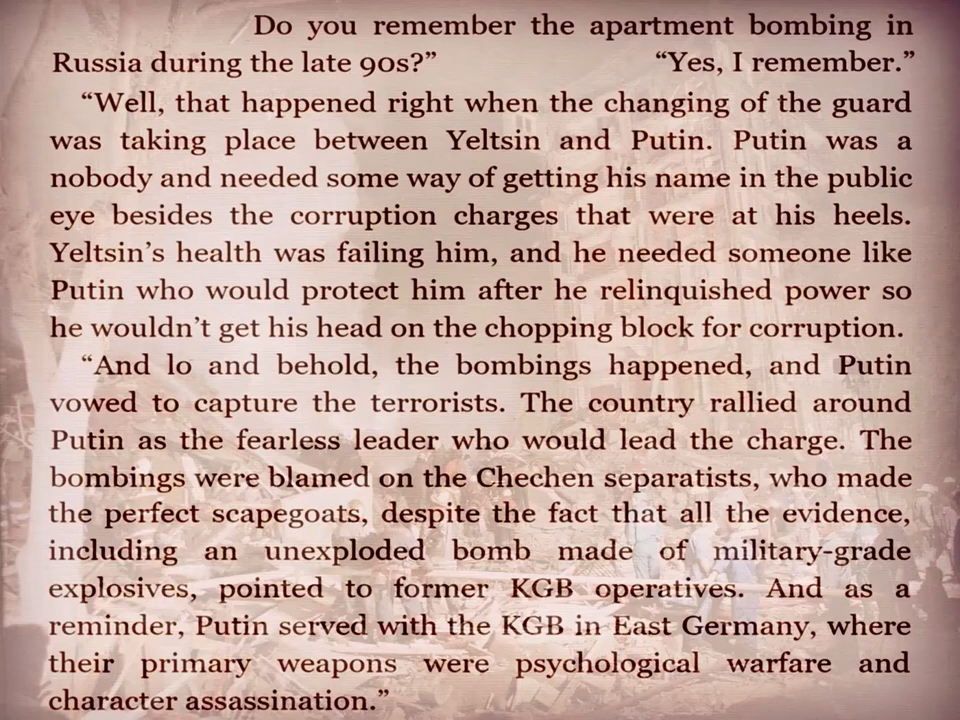 Do you remember the apartment bombing in
Russia during the late 90s?” “Yes, I remember.”
“Well, that happened right when the changing of the guard
was taking place between Yeltsin and Putin. Putin was a
nobody and needed some way of getting his name in the public
eye besides the corruption charges that were at his heels.
Yeltsin’s health was failing him, and he needed someone like
Putin who would protect him after he relinquished power so
he wouldn’t get his head on the chopping block for corruption.
“And lo and behold, the bombings happened, and Putin
vowed to capture the terrorists. The country rallied around
Putin as the fearless leader who would lead the charge. The
bombings were blamed on the Chechen separatists, who made
the perfect scapegoats, despite the fact that all the evidence,
including an unexploded bomb made of military-grade
explosives, pointed to former KGB operatives. And as a
reminder, Putin served with the KGB in East Germany, where
their primary weapons were psychological warfare and
character assassination.”